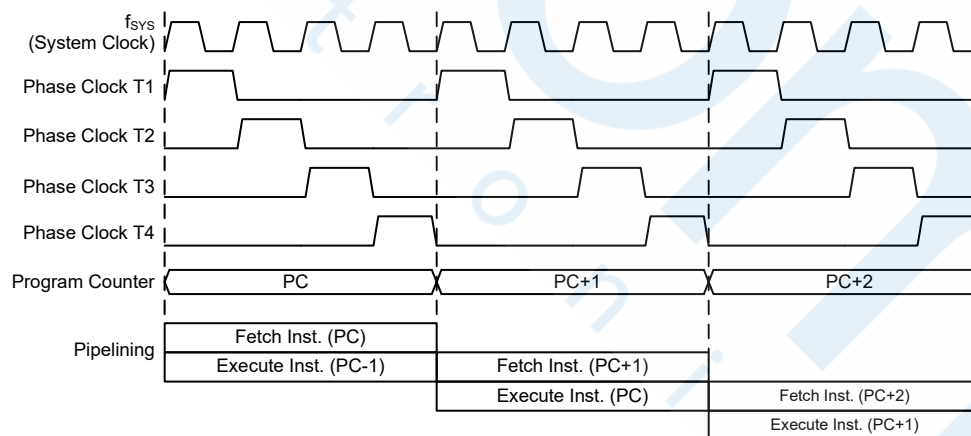 fSYS
(System Clock)
Phase Clock T1
Phase Clock T2
Phase Clock T3
Phase Clock T4
Program Counter PC PC+1 PC+2
Pipelining
Fetch Inst. (PC)
Execute Inst. (PC-1) Fetch Inst. (PC+1)
Execute Inst. (PC) Fetch Inst. (PC+2)
Execute Inst. (PC+1)